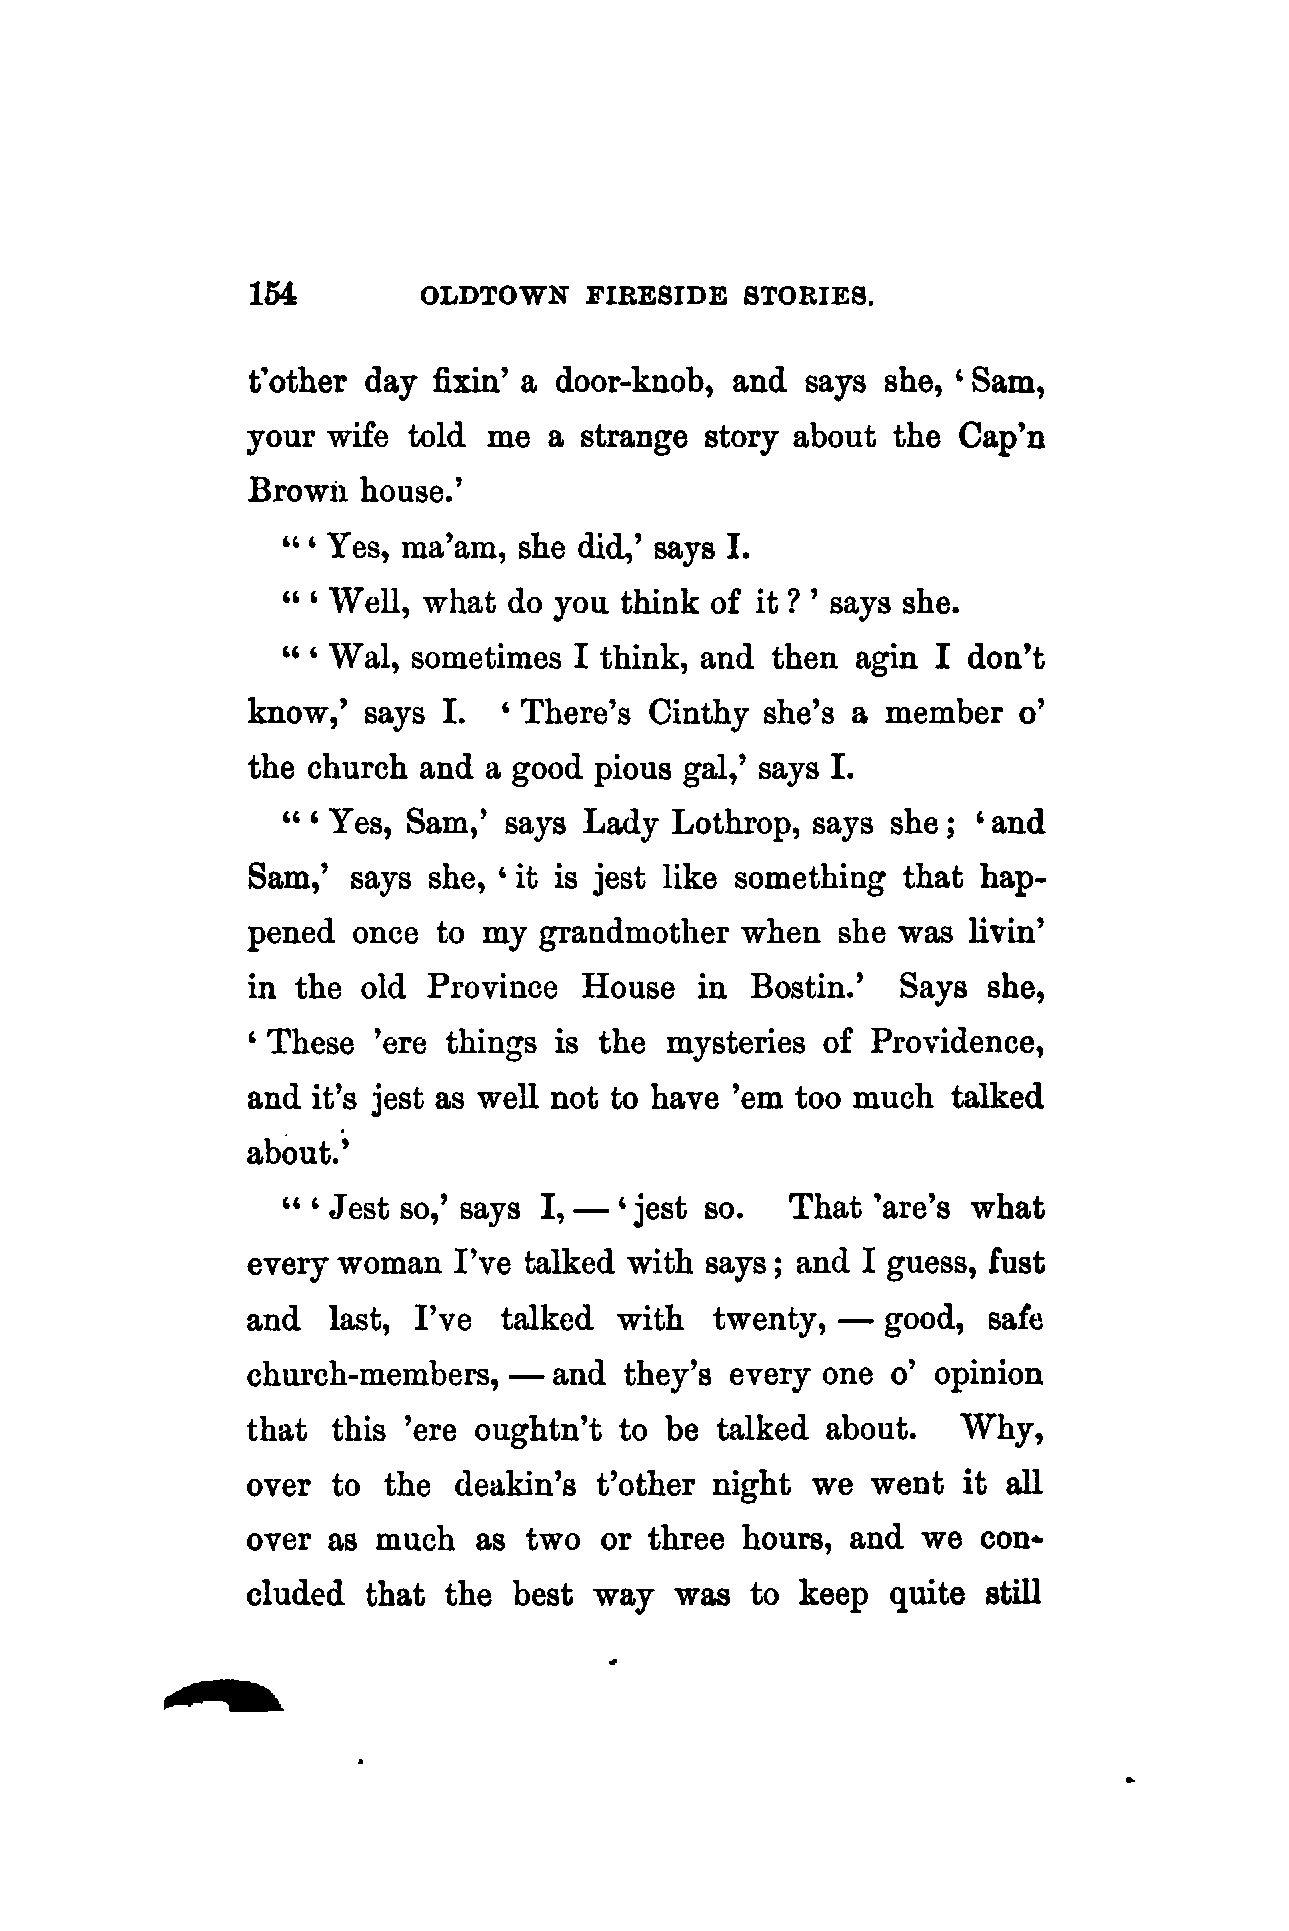 154 OLDTOWN FIRESIDE STORIES.
t'other day fixin' a door-knob, and says she, ‘Sam,
your wife told me a strange story about the Cap'n
Brown house.’
“‘Yes, ma'am, she did,’ says I.
“‘Well, what do you think of it?’ says she.
“‘Wal, sometimes I think, and then agin I don't
know,’ says I. ‘There's Cinthy she's a member o'
the church and a good pious gal,’ says I.
“‘Yes, Sam,’ says Lady Lothrop, says she; ‘and
Sam,’ says she, ‘it is jest like something that hap-
pened once to my grandmother when she was livin'
in the old Province House in Bostin.’ Says she,
‘These 'ere things is the mysteries of Providence,
and it's jest as well not to have 'em too much talked
about.’
“‘Jest so,’ says I, — ‘jest so. That 'are's what
every woman I've talked with says; and I guess, fust
and last, I've talked with twenty, — good, safe
church-members, — and they's every one o' opinion
that this 'ere oughtn't to be talked about. Why,
over to the deakin's t'other night we went it all
over as much as two or three hours, and we con-
cluded that the best way was to keep quite still